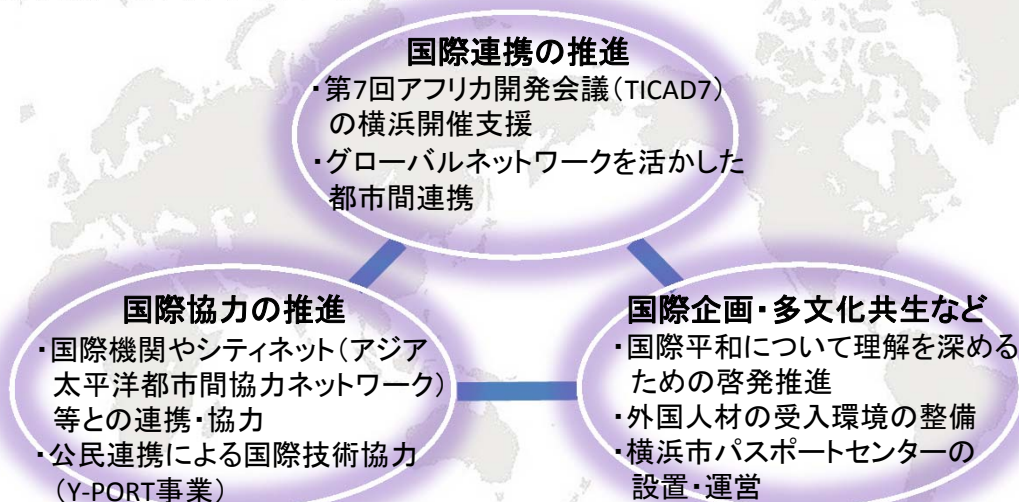 国際連携の推進
・第7回アフリカ開発会議（TICAD7）
の横浜開催支援
・グローバルネットワークを活かした
都市間連携
国際協力の推進
・国際機関やシティネット（アジア
太平洋都市間協力ネットワーク）
等との連携・協力
・公民連携による国際技術協力
（Y-PORT事業）
国際企画・多文化共生など
・国際平和について理解を深める
ための啓発推進
・外国人材の受入環境の整備
・横浜市パスポートセンターの
設置・運営